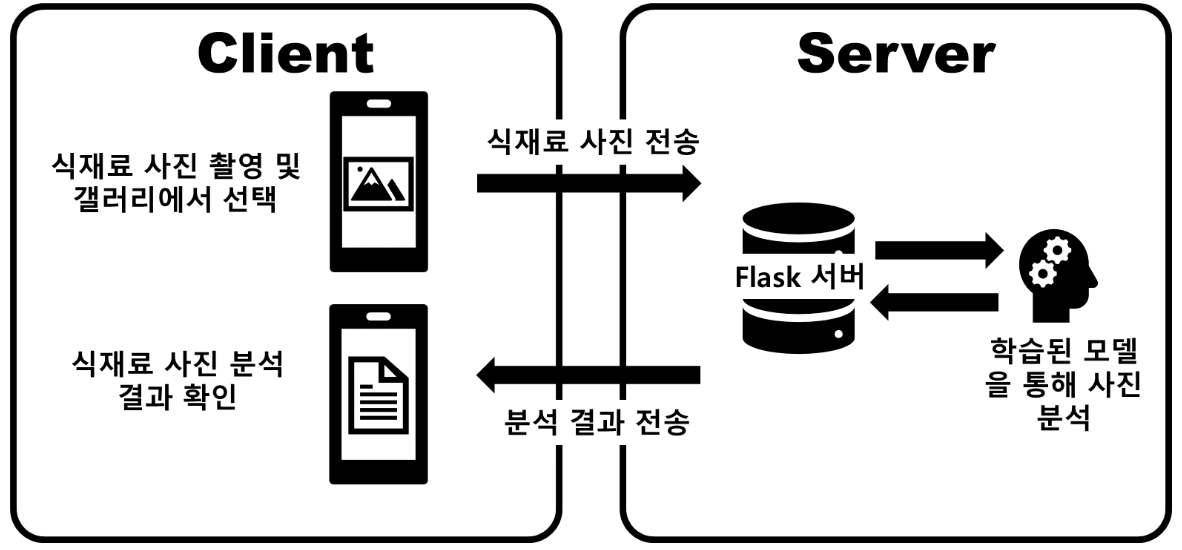 Client
Server
식재료 사진 촬영 및
갤러리에서 선택
식재료 사진 전송
Flask 서버
학습된 모델
을 통해 사진
분석
식재료 사진 분석
결과 확인
분석 결과 전송